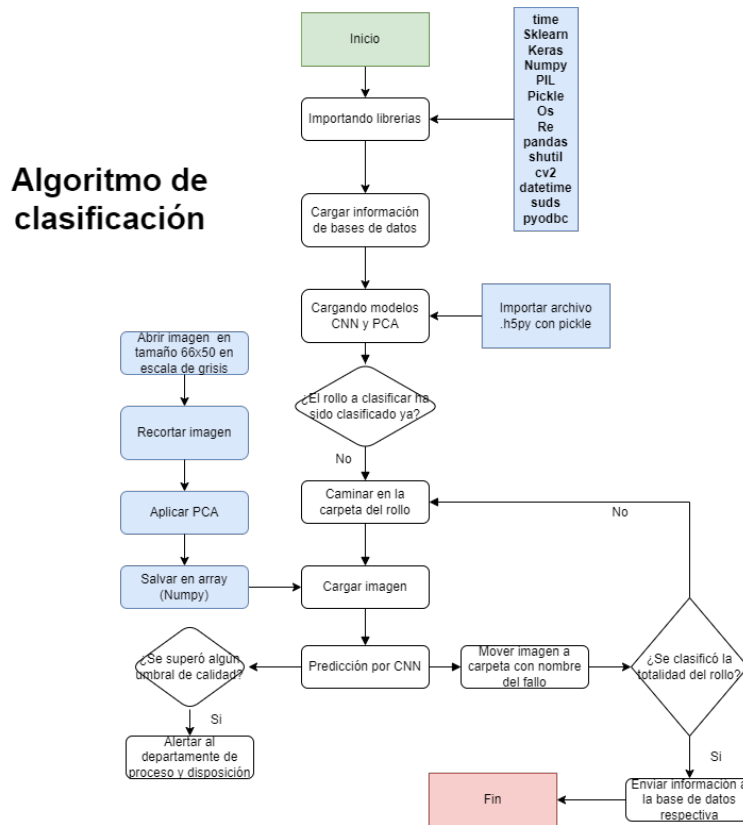 Algoritmo de
clasificación
Inicio
time
Sklearn
Keras
Numpy
PIL
Pickle
Os
Re
pandas
shutil
cv2
datetime
suds
pyodbc
Importando librerias
Cargar información
de bases de datos
Cargando modelos
CNN y PCA
Importar archivo
.h5py con pickle
Abrir imagen en
tamaño 66x50 en
escala de grisis
¿El rollo a clasificar ha
sido clasificado ya?
Recortar imagen
No
Caminar en la
carpeta del rollo
No
Aplicar PCA
Salvar en array
(Numpy)
Cargar imagen
¿Se superó algún
umbral de calidad?
Predicción por CNN
Mover imagen a
carpeta con nombre
del fallo
¿Se clasificó la
totalidad del rollo?
Si
Alertar al
departamente de
proceso y disposición
Si
Enviar información a
la base de datos
respectiva
Fin